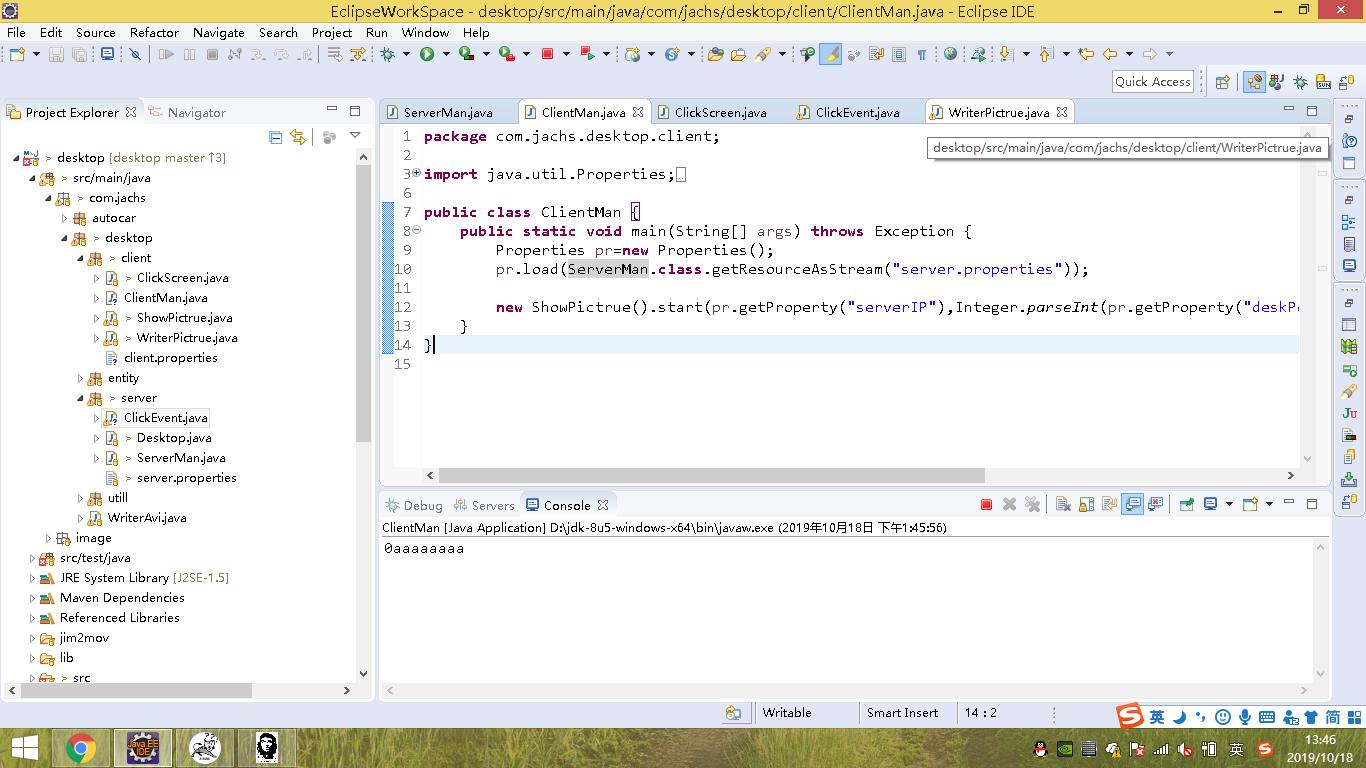 EclipseWorkSpace - desktop/src/main/java/com/jachs/desktop/client/ClientMan.java - Eclipse IDE
File Edit Source Refactor Navigate Search Project Run Window Help
Quick Access
Project Explorer Navigator
> desktop [desktop master ↑3]
> src/main/java
> com.jachs
autocar
> desktop
> client
> ClickScreen.java
> ClientMan.java
> ShowPictrue.java
> WriterPictrue.java
client.properties
entity
> server
ClickEvent.java
> Desktop.java
> ServerMan.java
> server.properties
utill
WriterAvi.java
image
src/test/java
JRE System Library [J2SE-1.5]
Maven Dependencies
Referenced Libraries
jim2mov
lib
> src
ServerMan.java ClientMan.java ClickScreen.java ClickEvent.java WriterPictrue.java
desktop/src/main/java/com/jachs/desktop/client/WriterPictrue.java
1 package com.jachs.desktop.client;
2
3 import java.util.Properties;
6
7 public class ClientMan {
8 public static void main(String[] args) throws Exception {
9 Properties pr=new Properties();
10 pr.load(ServerMan.class.getResourceAsStream("server.properties"));
11
12 new ShowPictrue().start(pr.getProperty("serverIP"),Integer.parseInt(pr.getProperty("deskP
13 }
14 }
15
Debug Servers Console
ClientMan [Java Application] D:\jdk-8u5-windows-x64\bin\javaw.exe (2019年10月18日 下午1:45:56)
0aaaaaaaa
Writable Smart Insert 14 : 2
英 简
Java EE
IDE
英
13:46
2019/10/18